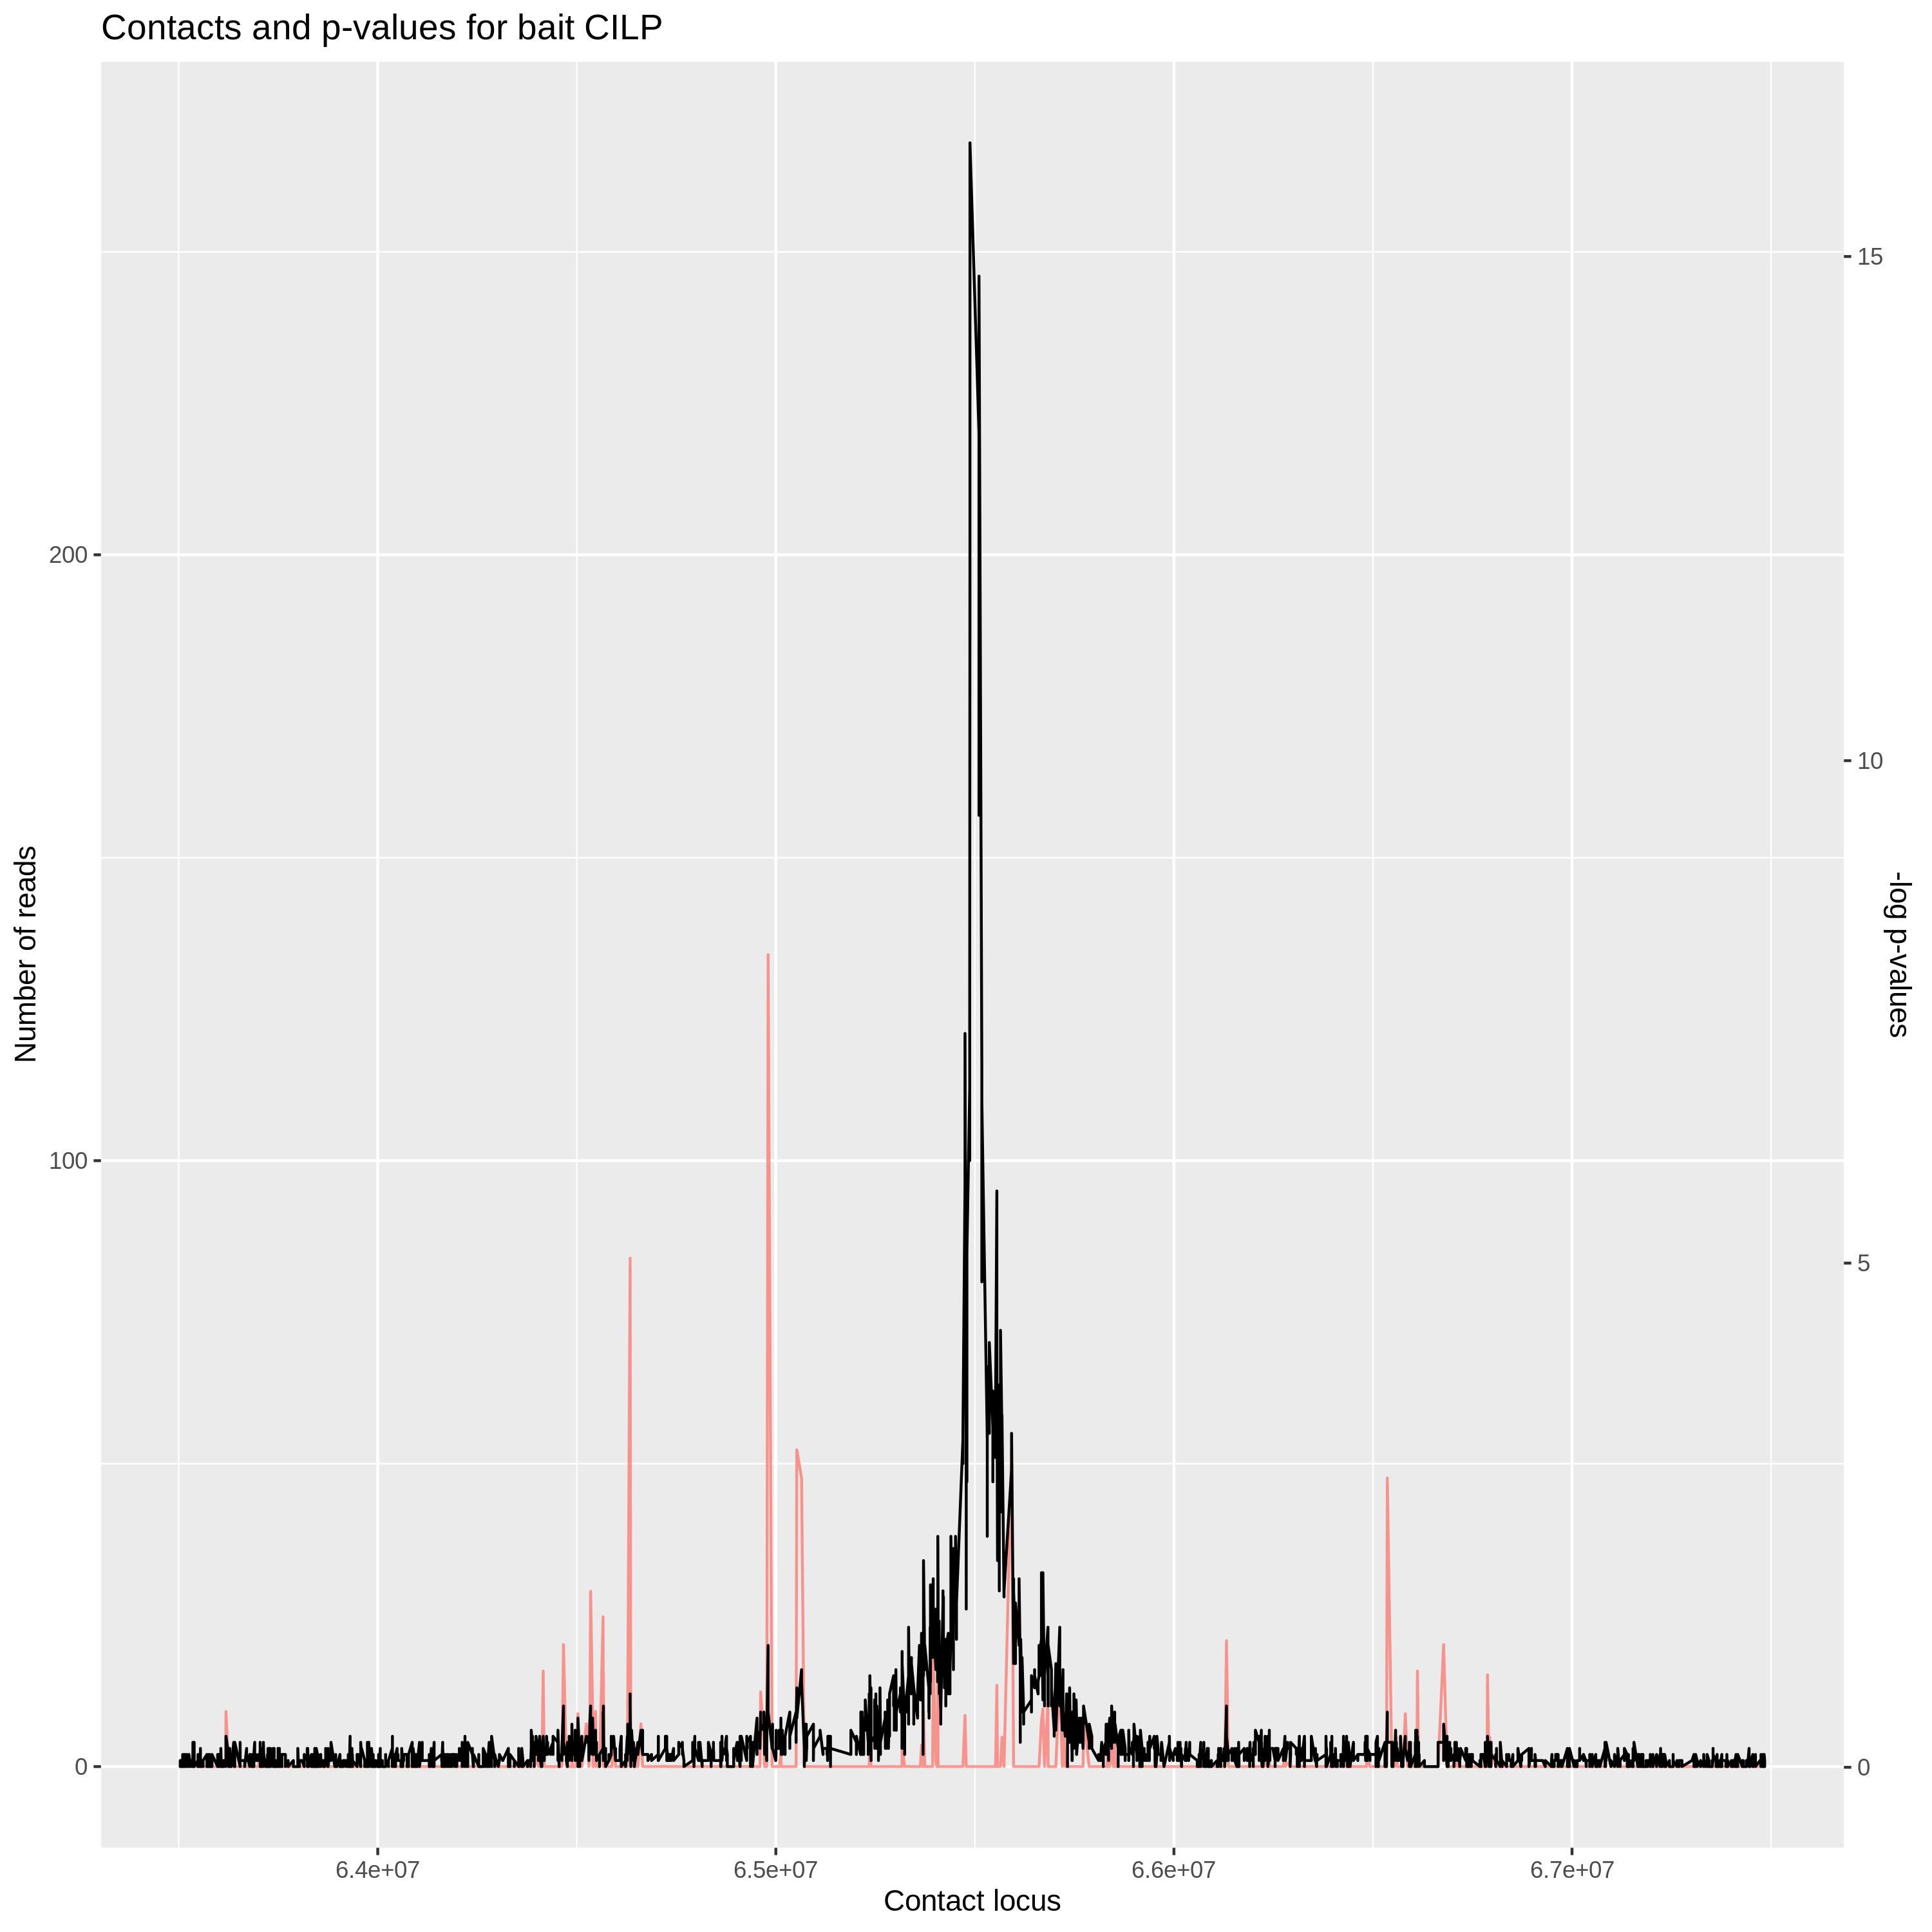 Contacts and p-values for bait CILP
Number of reads
200
100
0
15
10
5
0
-log p-values
6.4e+07 6.5e+07 6.6e+07 6.7e+07
Contact locus